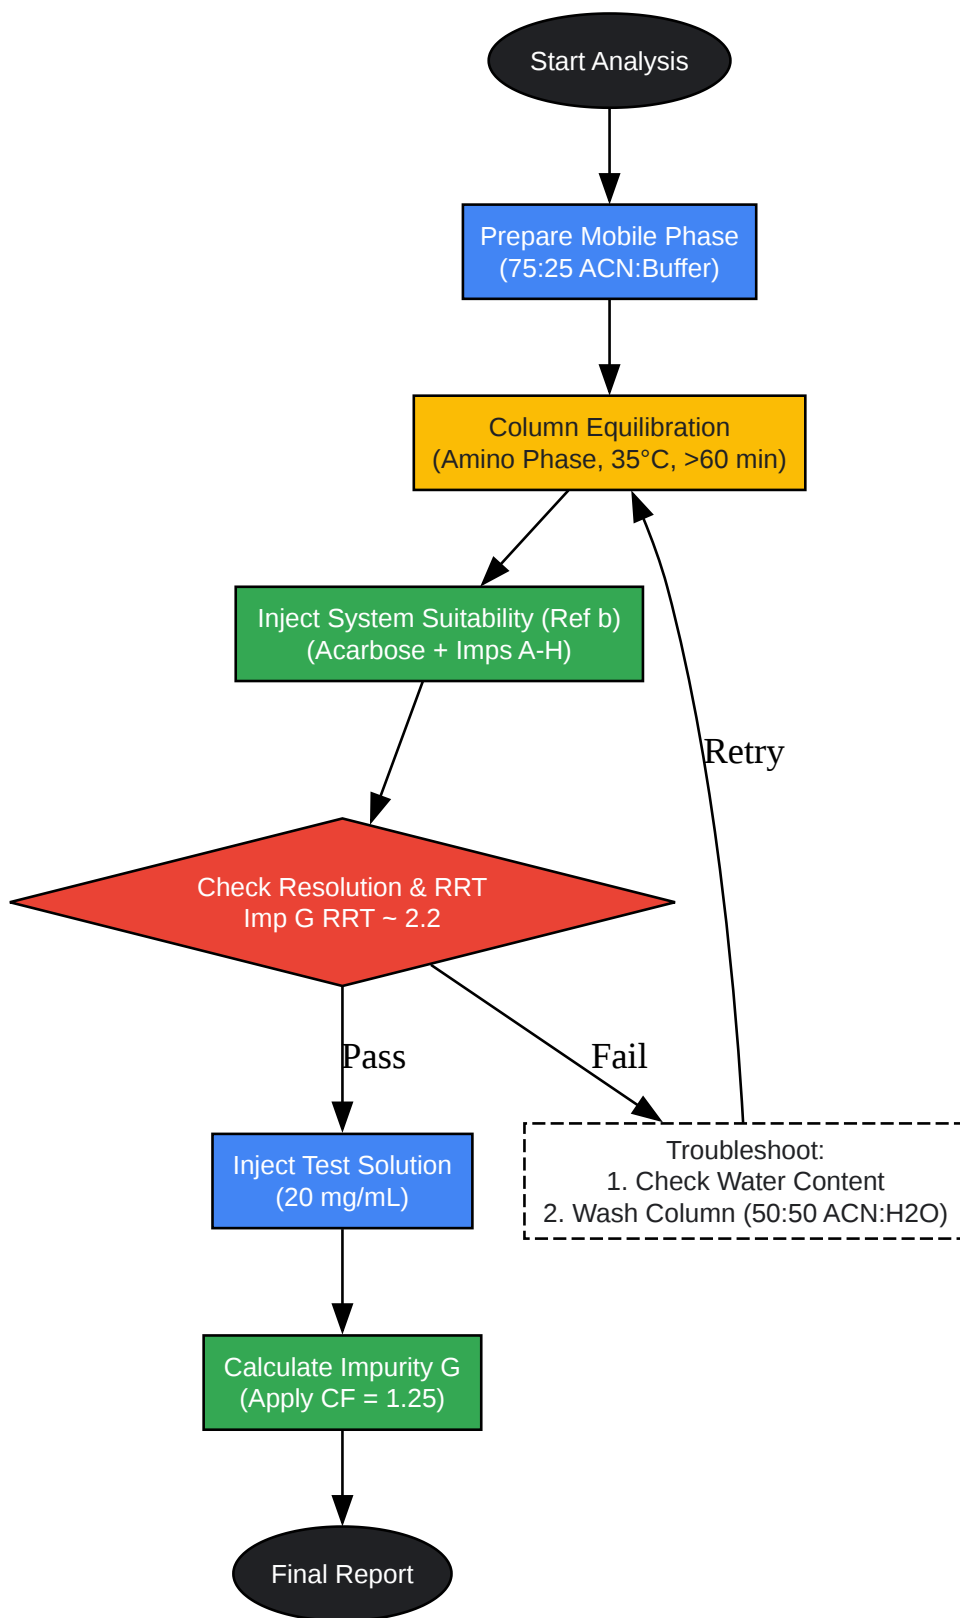 Start Analysis
Prepare Mobile Phase
(75:25 ACN:Buffer)
Column Equilibration
(Amino Phase, 35°C, >60 min)
Inject System Suitability (Ref b)
(Acarbose + Imps A-H)
Retry
Check Resolution & RRT
Imp G RRT ~ 2.2
Pass
Fail
Inject Test Solution
(20 mg/mL)
Troubleshoot:
1. Check Water Content
2. Wash Column (50:50 ACN:H2O)
Calculate Impurity G
(Apply CF = 1.25)
Final Report